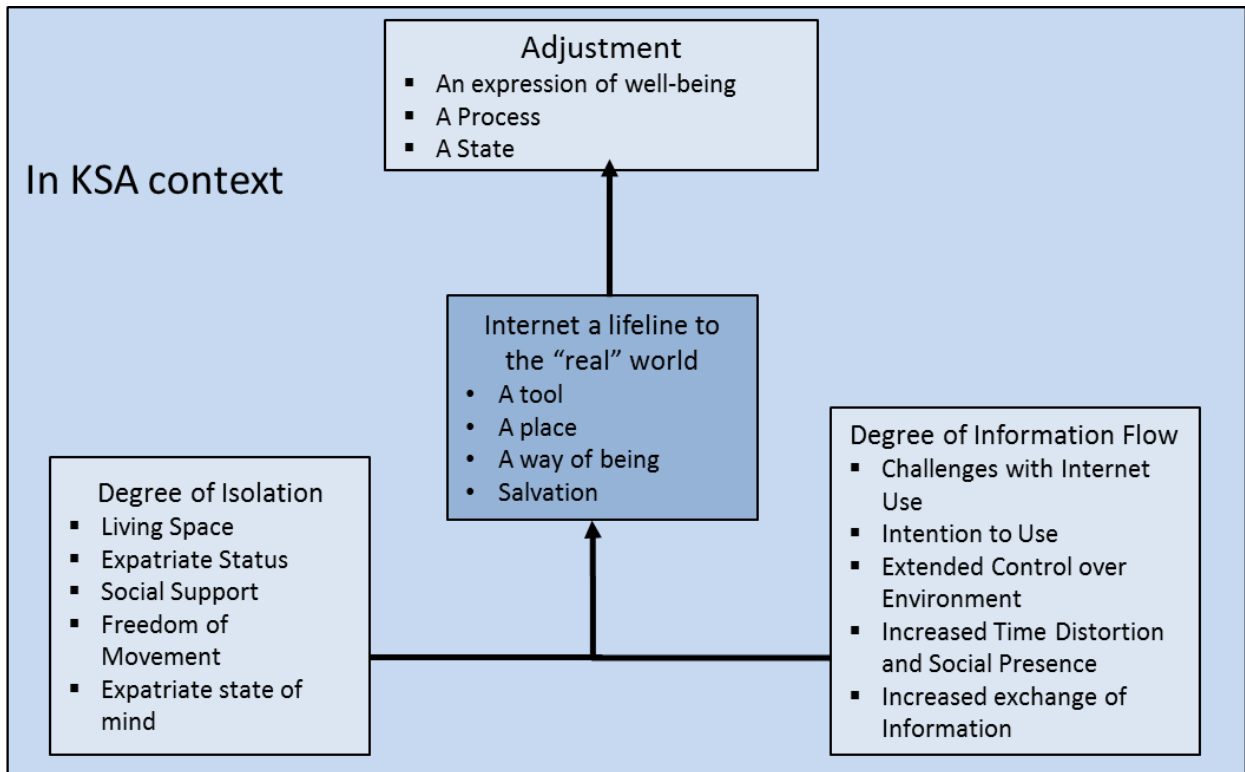 Adjustment
▪ An expression of well-being
▪ A Process
▪ A State
In KSA context
Internet a lifeline to
the “real” world
• A tool
• A place
• A way of being
• Salvation
Degree of Isolation
▪ Living Space
▪ Expatriate Status
▪ Social Support
▪ Freedom of
Movement
▪ Expatriate state of
mind
Degree of Information Flow
▪ Challenges with Internet
Use
▪ Intention to Use
▪ Extended Control over
Environment
▪ Increased Time Distortion
and Social Presence
▪ Increased exchange of
Information